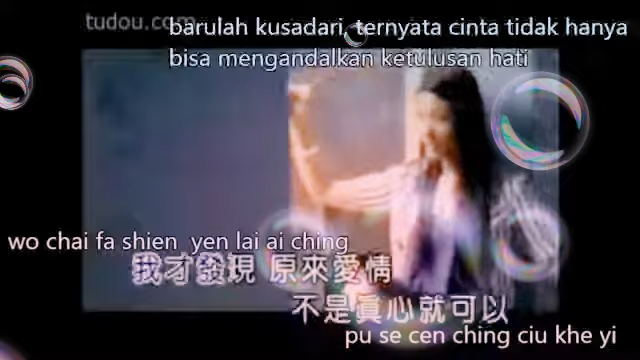 tudou.com
barulah kusadari, ternyata cinta tidak hanya
bisa mengandalkan ketulusan hati
wo chai fa shien yen lai ai ching
我才發現 原來愛情
不是真心就可以
pu se cen ching ciu khe yi